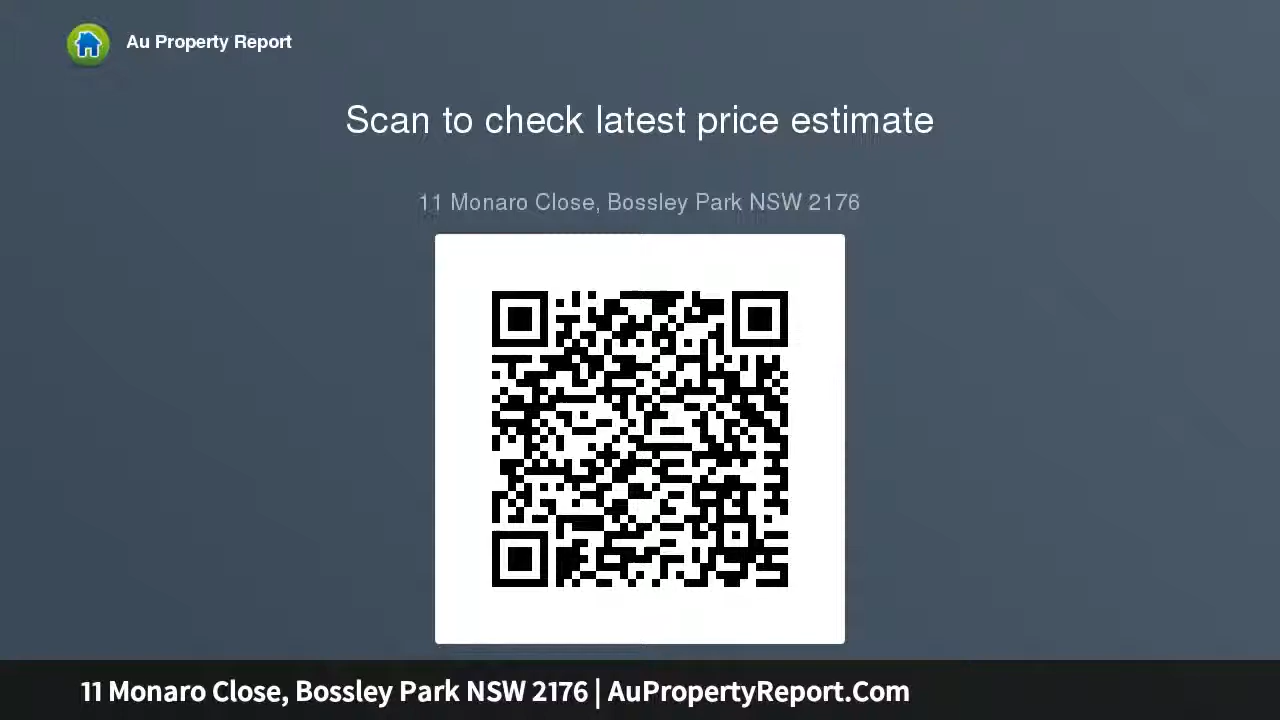 Au Property Report
Scan to check latest price estimate
11 Monaro Close, Bossley Park NSW 2176
11 Monaro Close, Bossley Park NSW 2176 | AuPropertyReport.Com